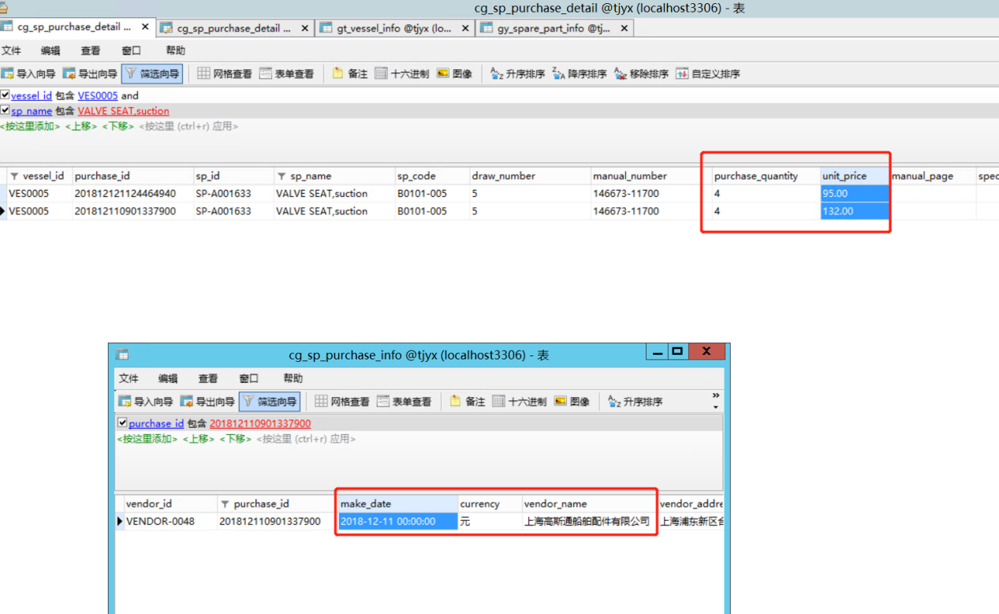 cg_sp_purchase_detail @tjyx (localhost3306) - 表
cg_sp_purchase_detail ... × cg_sp_purchase_detail ... × gt_vessel_info @tjyx (lo... × gy_spare_part_info @tj... ×
文件 编辑 查看 窗口 帮助
导入向导 导出向导 筛选向导 网格查看 表单查看 备注 十六进制 图像 升序排序 降序排序 移除排序 自定义排序
vessel_id 包含 VES0005 and
sp_name 包含 VALVE SEAT,suction
<按这里添加> <上移> <下移> <按这里 (ctrl+r) 应用>
vessel_id purchase_id sp_id sp_name sp_code draw_number manual_number purchase_quantity unit_price manual_page spec
VES0005 201812121124464940 SP-A001633 VALVE SEAT,suction B0101-005 5 146673-11700 4 95.00
VES0005 201812110901337900 SP-A001633 VALVE SEAT,suction B0101-005 5 146673-11700 4 132.00
cg_sp_purchase_info @tjyx (localhost3306) - 表
文件 编辑 查看 窗口 帮助
导入向导 导出向导 筛选向导 网格查看 表单查看 备注 十六进制 图像 升序排序
purchase_id 包含 201812110901337900
<按这里添加> <上移> <下移> <按这里 (ctrl+r) 应用>
vendor_id purchase_id make_date currency vendor_name vendor_addre
VENDOR-0048 201812110901337900 2018-12-11 00:00:00 元 上海高斯通船舶配件有限公司 上海浦东新区台